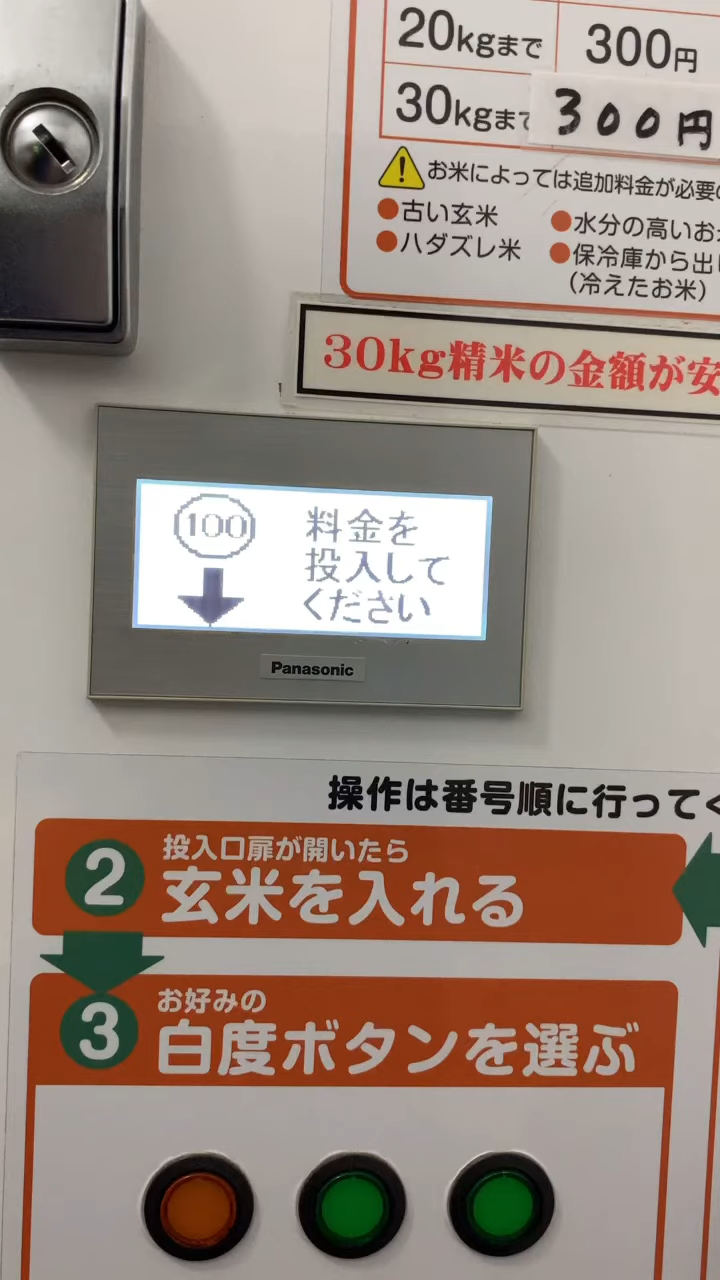 20kgまで 300円
30kgまで 300円
お米によっては追加料金が必要
古い玄米
水分の高いお
ハダズレ米
保冷庫から出し
（冷えたお米）
30kg精米の金額が安
100
料金を
投入して
ください
Panasonic
操作は番号順に行って
2 投入口扉が開いたら
玄米を入れる
3 お好みの
白度ボタンを選ぶ